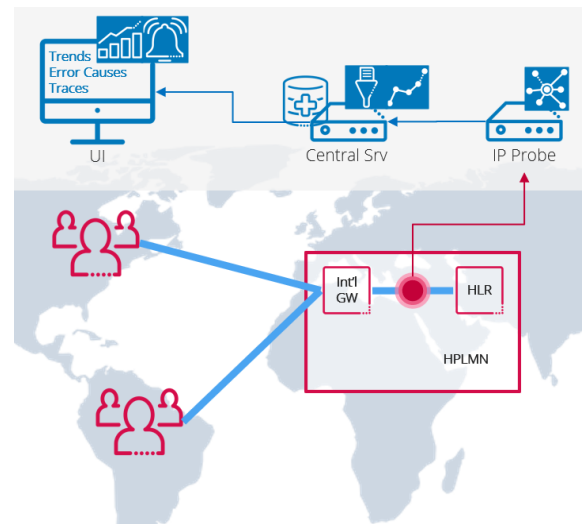 Trends
Error Causes
Traces
UI
Central Srv
IP Probe
Int'l
GW
HLR
HPLMN